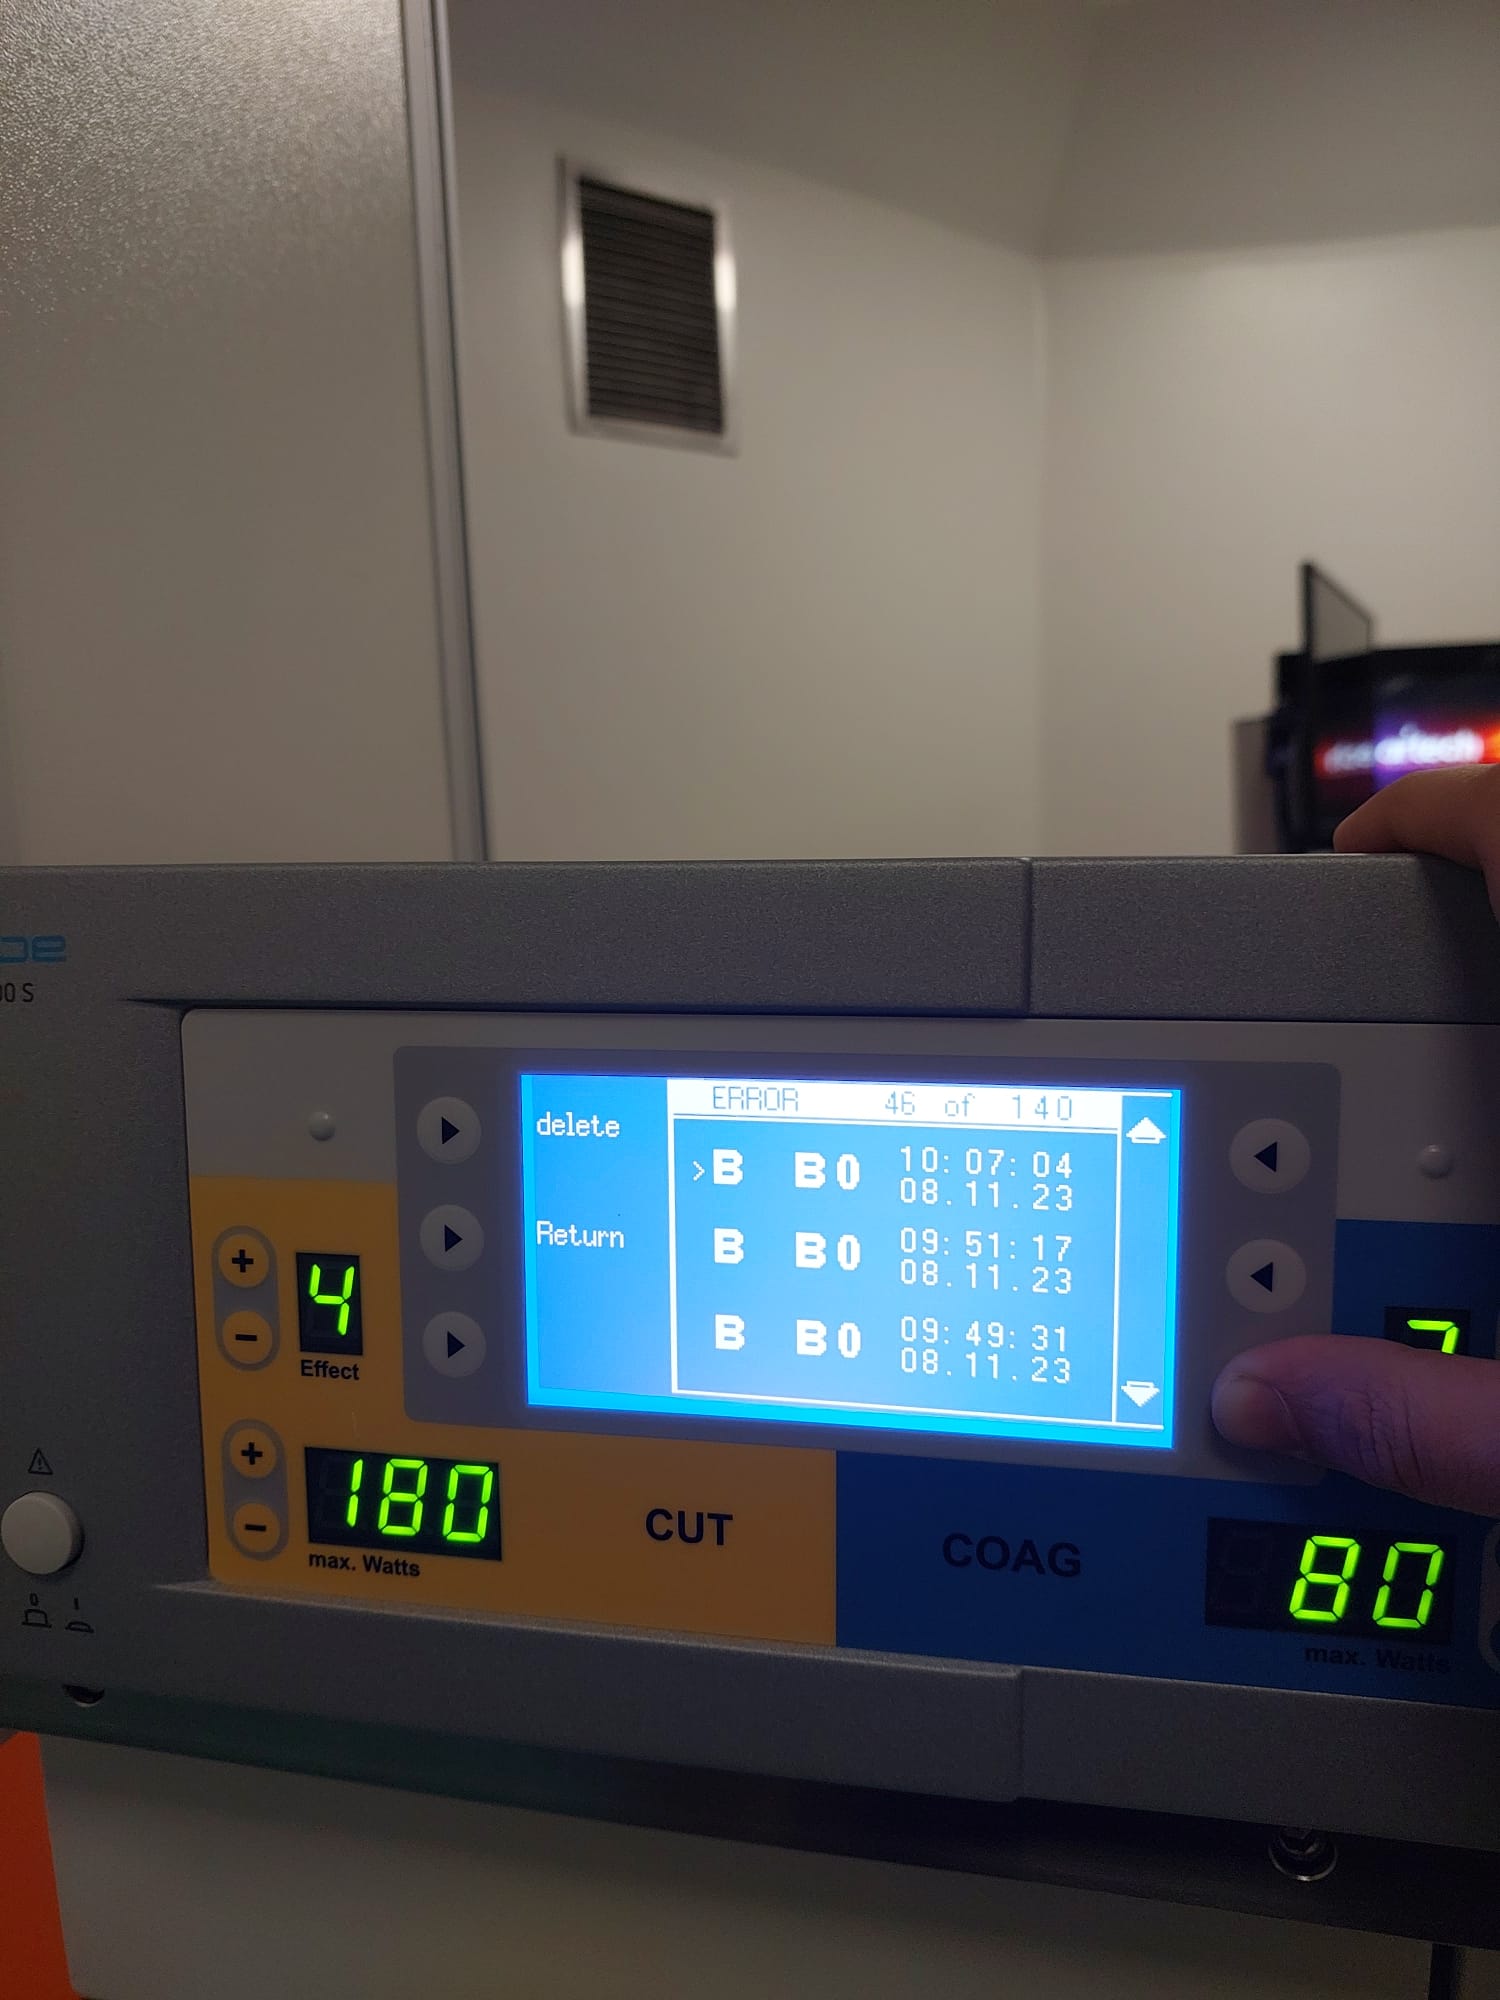 00 S
delete
Return
ERROR 46 of 140
>B B0 10:07:04
08.11.23
B B0 09:51:17
08.11.23
B B0 09:49:31
08.11.23
+
4
−
Effect
7
+
180
−
max. Watts
CUT
COAG
80
max. Watts
0 I